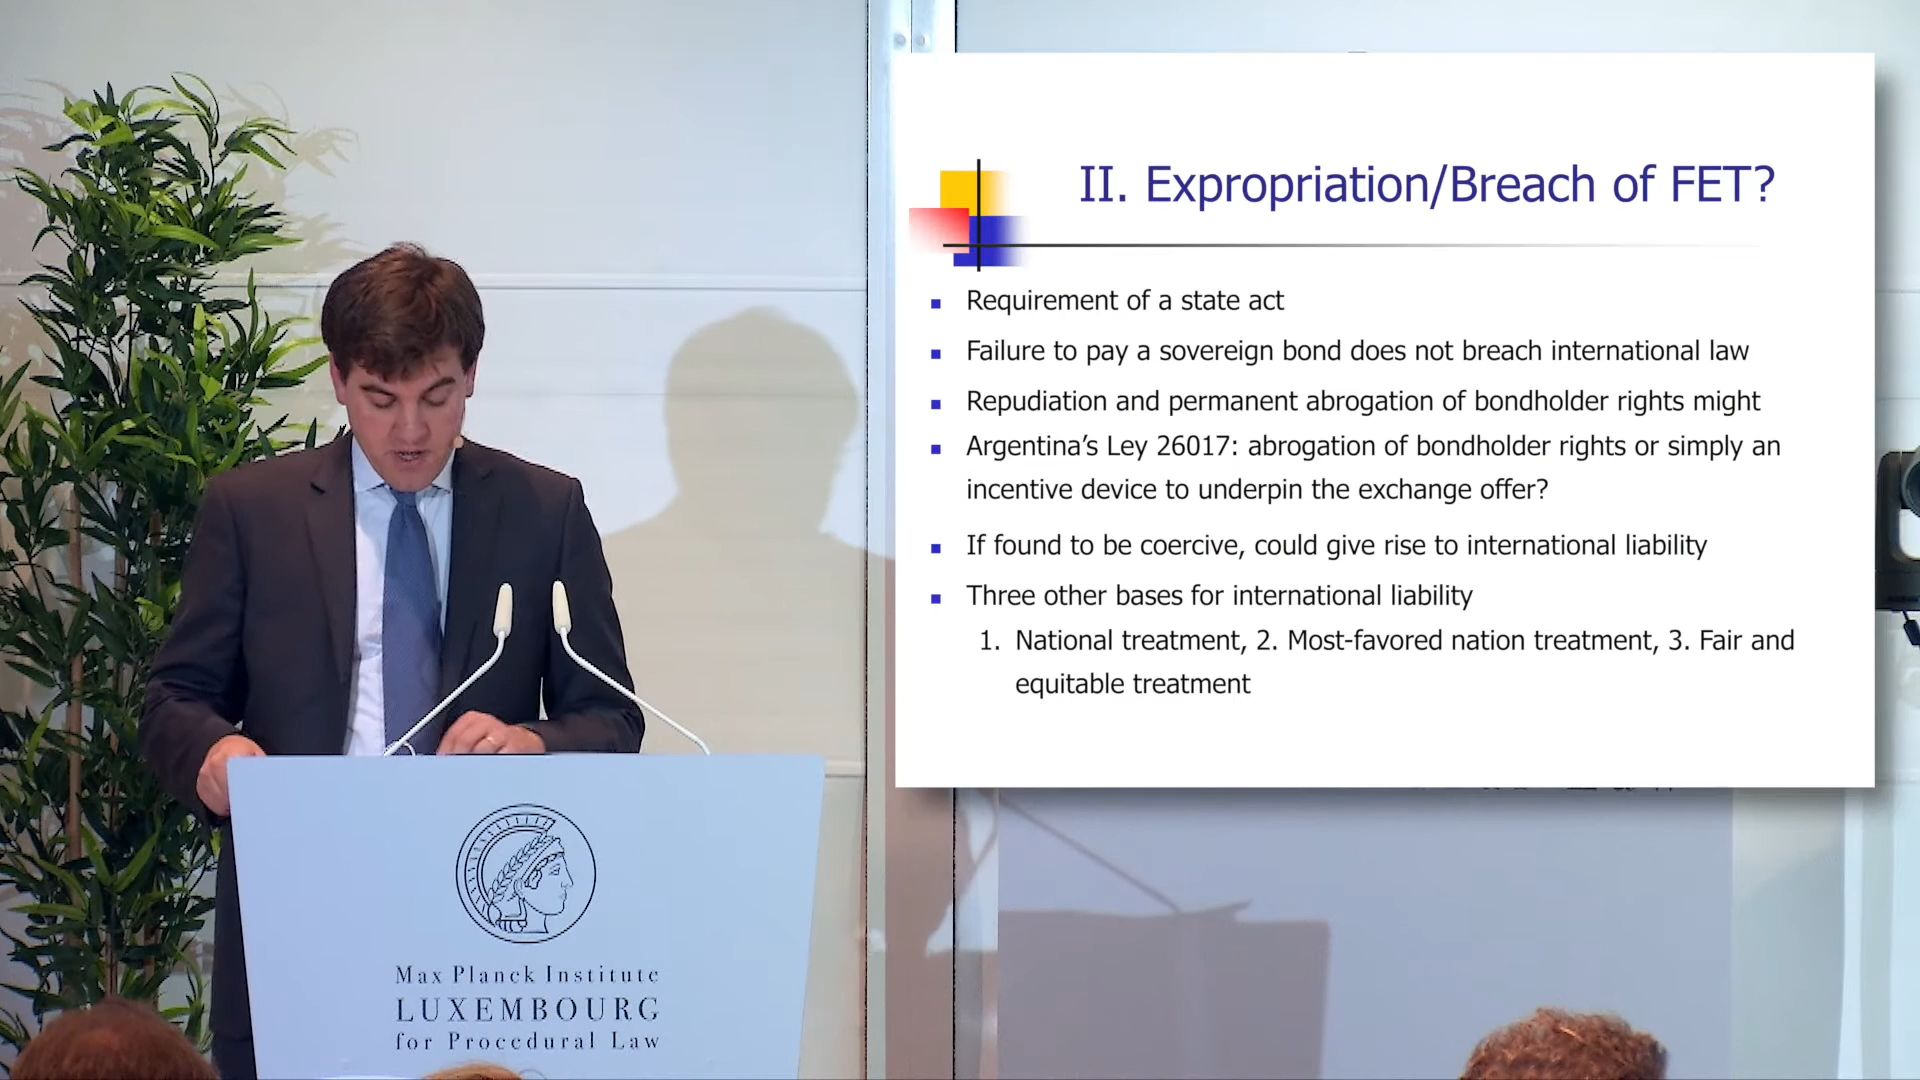 II. Expropriation/Breach of FET?
Requirement of a state act
Failure to pay a sovereign bond does not breach international law
Repudiation and permanent abrogation of bondholder rights might
Argentina’s Ley 26017: abrogation of bondholder rights or simply an
incentive device to underpin the exchange offer?
If found to be coercive, could give rise to international liability
Three other bases for international liability
1. National treatment, 2. Most-favored nation treatment, 3. Fair and
equitable treatment
Max Planck Institute
LUXEMBOURG
for Procedural Law